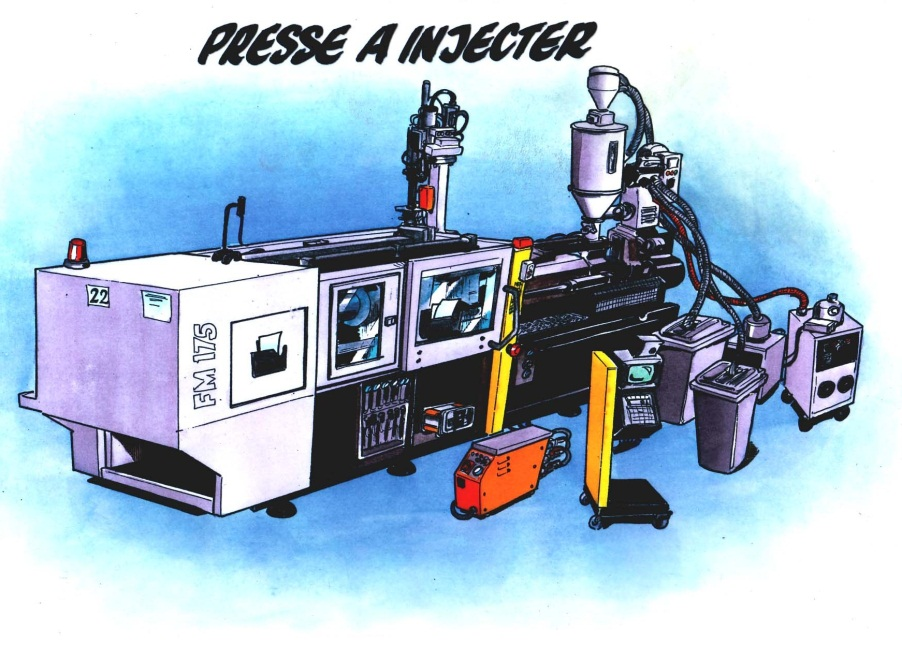 PRESSE A INJECTER
22
FM 175